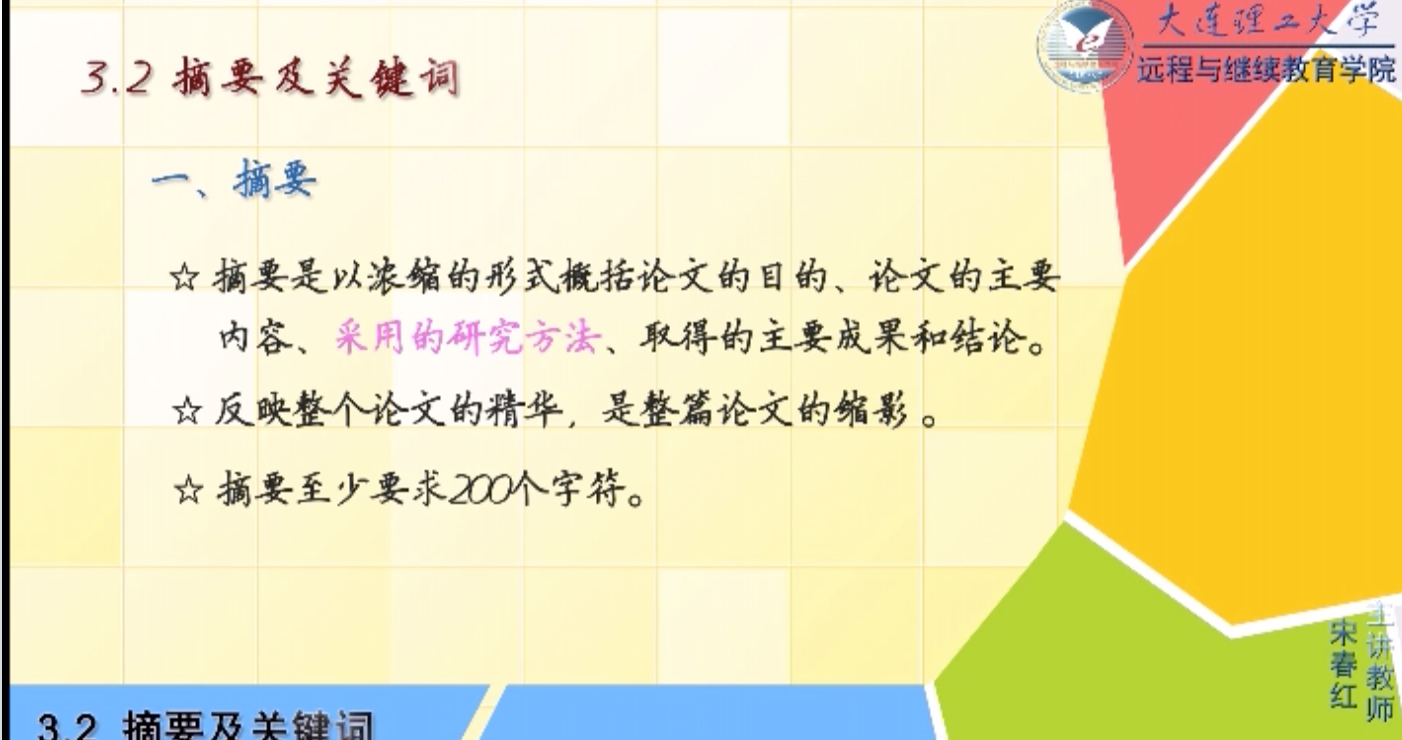 大连理工大学
远程与继续教育学院
3.2 摘要及关键词
一、摘要
☆ 摘要是以浓缩的形式概括论文的目的、论文的主要
内容、采用的研究方法、取得的主要成果和结论。
☆ 反映整个论文的精华，是整篇论文的缩影。
☆ 摘要至少要求200个字符。
主讲教师
宋春红
3.2 摘要及关键词